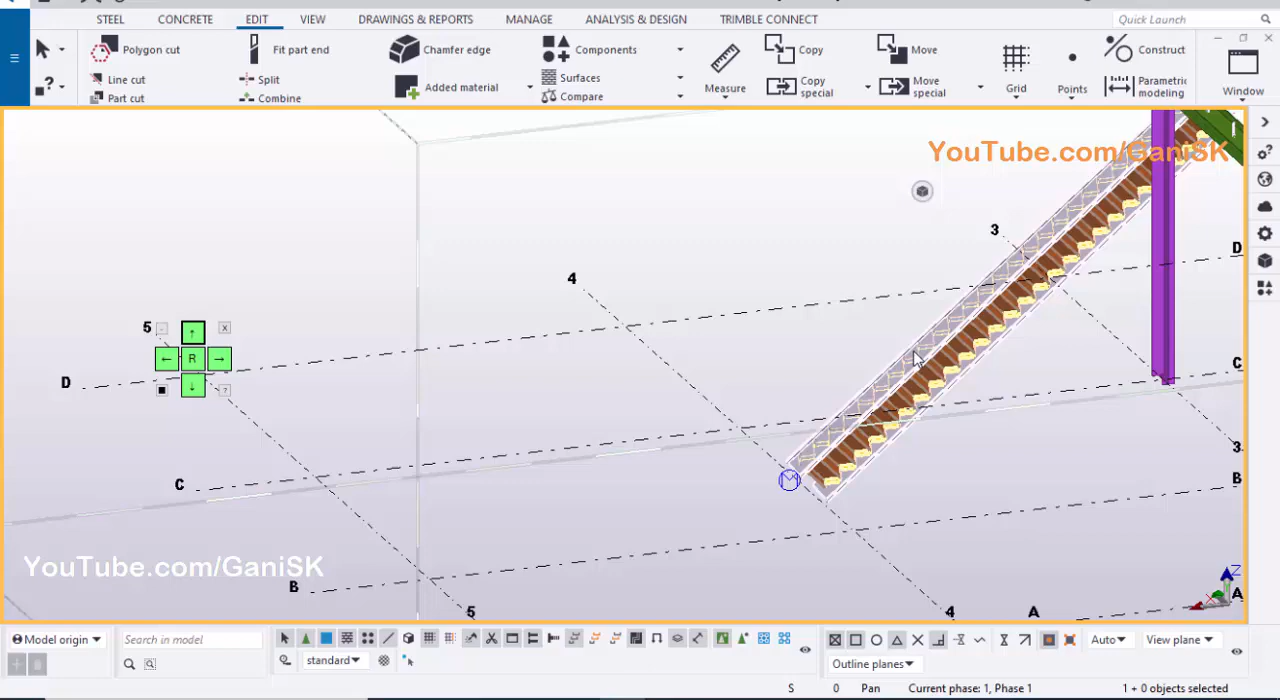 STEEL CONCRETE EDIT VIEW DRAWINGS & REPORTS MANAGE ANALYSIS & DESIGN TRIMBLE CONNECT Quick Launch
Polygon cut Fit part end Chamfer edge Components Copy Move Construct
Line cut Split Added material Surfaces Measure Copy special Move special Grid Points Parametric modeling Window
Part cut Combine Compare
YouTube.com/GaniSK
3
D
4
5
R
X
?
D
C
C
3
B
B
YouTube.com/GaniSK
Z
5
4
A
A
Model origin Search in model Auto View plane
standard Outline planes
S 0 Pan Current phase: 1, Phase 1 1 + 0 objects selected